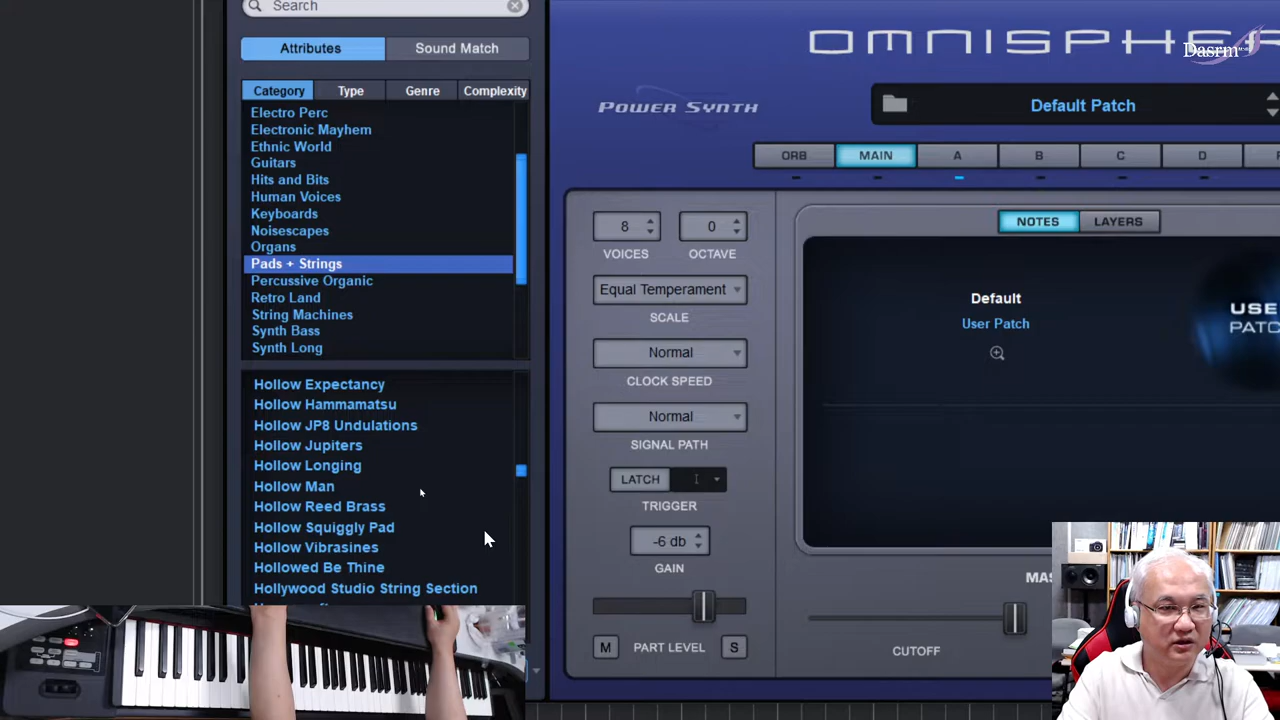 Search
OMNISPHE
Dasrm
Attributes
Sound Match
Category
Type
Genre
Complexity
POWER SYNTH
Default Patch
Electro Perc
Electronic Mayhem
Ethnic World
Guitars
Hits and Bits
Human Voices
Keyboards
Noisescapes
Organs
Pads + Strings
Percussive Organic
Retro Land
String Machines
Synth Bass
Synth Long
ORB
MAIN
A
B
C
D
8
0
VOICES
OCTAVE
NOTES
LAYERS
Equal Temperament
SCALE
Default
User Patch
USE
PATC
Normal
CLOCK SPEED
Normal
SIGNAL PATH
LATCH
TRIGGER
-6 db
GAIN
M
PART LEVEL
S
MAS
CUTOFF
Hollow Expectancy
Hollow Hammamatsu
Hollow JP8 Undulations
Hollow Jupiters
Hollow Longing
Hollow Man
Hollow Reed Brass
Hollow Squiggly Pad
Hollow Vibrasines
Hollowed Be Thine
Hollywood Studio String Section